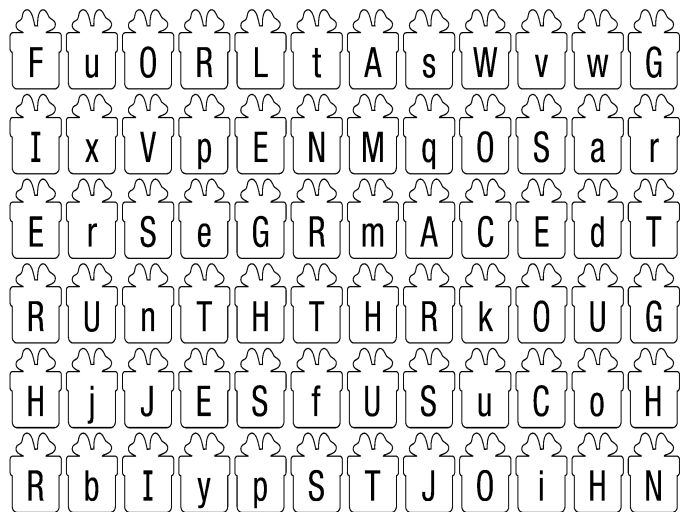 F u O R L t A s W v w G
I x V p E N M q O S a r
E r S e G R m A C E d T
R U n T H T H R k O U G
H j J E S f U S u C o H
R b I y p S T J O i H N